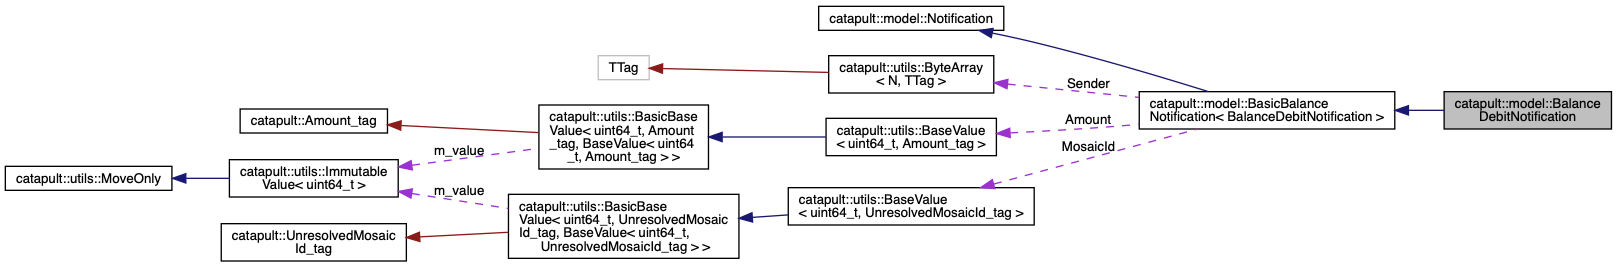 catapult::model::Notification
TTag
catapult::utils::ByteArray
< N, TTag >
Sender
catapult::model::BasicBalance
Notification< BalanceDebitNotification >
catapult::model::Balance
DebitNotification
catapult::Amount_tag
catapult::utils::BasicBase
Value< uint64_t, Amount
_tag, BaseValue< uint64
_t, Amount_tag > >
catapult::utils::BaseValue
< uint64_t, Amount_tag >
Amount
MosaicId
m_value
catapult::utils::MoveOnly
catapult::utils::Immutable
Value< uint64_t >
m_value
catapult::utils::BasicBase
Value< uint64_t, UnresolvedMosaic
Id_tag, BaseValue< uint64_t,
UnresolvedMosaicId_tag > >
catapult::utils::BaseValue
< uint64_t, UnresolvedMosaicId_tag >
catapult::UnresolvedMosaic
Id_tag